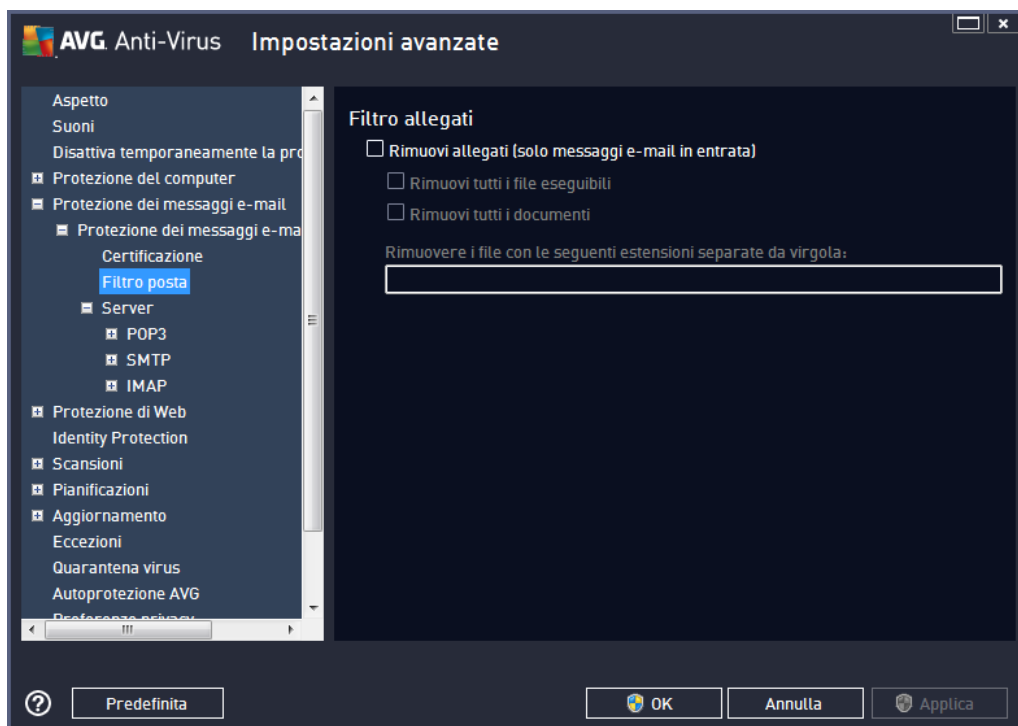 AVG. Anti-Virus Impostazioni avanzate
Aspetto
Suoni
Disattiva temporaneamente la pro
Protezione del computer
Protezione dei messaggi e-mail
Protezione dei messaggi e-ma
Certificazione
Filtro posta
Server
POP3
SMTP
IMAP
Protezione di Web
Identity Protection
Scansioni
Pianificazioni
Aggiornamento
Eccezioni
Quarantena virus
Autoprotezione AVG
Preferenze privacy
Filtro allegati
Rimuovi allegati (solo messaggi e-mail in entrata)
Rimuovi tutti i file eseguibili
Rimuovi tutti i documenti
Rimuovere i file con le seguenti estensioni separate da virgola:
Predefinita
OK
Annulla
Applica